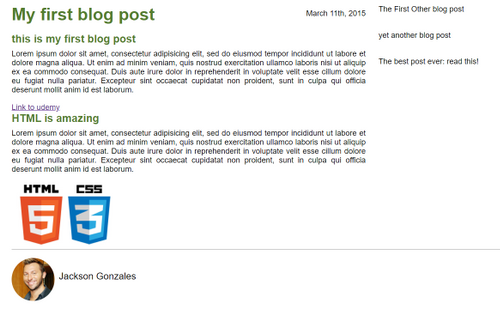 My first blog post
March 11th, 2015
this is my first blog post
Lorem ipsum dolor sit amet, consectetur adipisicing elit, sed do eiusmod tempor incididunt ut labore et
dolore magna aliqua. Ut enim ad minim veniam, quis nostrud exercitation ullamco laboris nisi ut aliquip
ex ea commodo consequat. Duis aute irure dolor in reprehenderit in voluptate velit esse cillum dolore
eu fugiat nulla pariatur. Excepteur sint occaecat cupidatat non proident, sunt in culpa qui officia
deserunt mollit anim id est laborum.
Link to udemy
HTML is amazing
Lorem ipsum dolor sit amet, consectetur adipisicing elit, sed do eiusmod tempor incididunt ut labore et
dolore magna aliqua. Ut enim ad minim veniam, quis nostrud exercitation ullamco laboris nisi ut aliquip
ex ea commodo consequat. Duis aute irure dolor in reprehenderit in voluptate velit esse cillum dolore
eu fugiat nulla pariatur. Excepteur sint occaecat cupidatat non proident, sunt in culpa qui officia
deserunt mollit anim id est laborum.
HTML CSS
5 3
Jackson Gonzales
The First Other blog post
yet another blog post
The best post ever: read this!